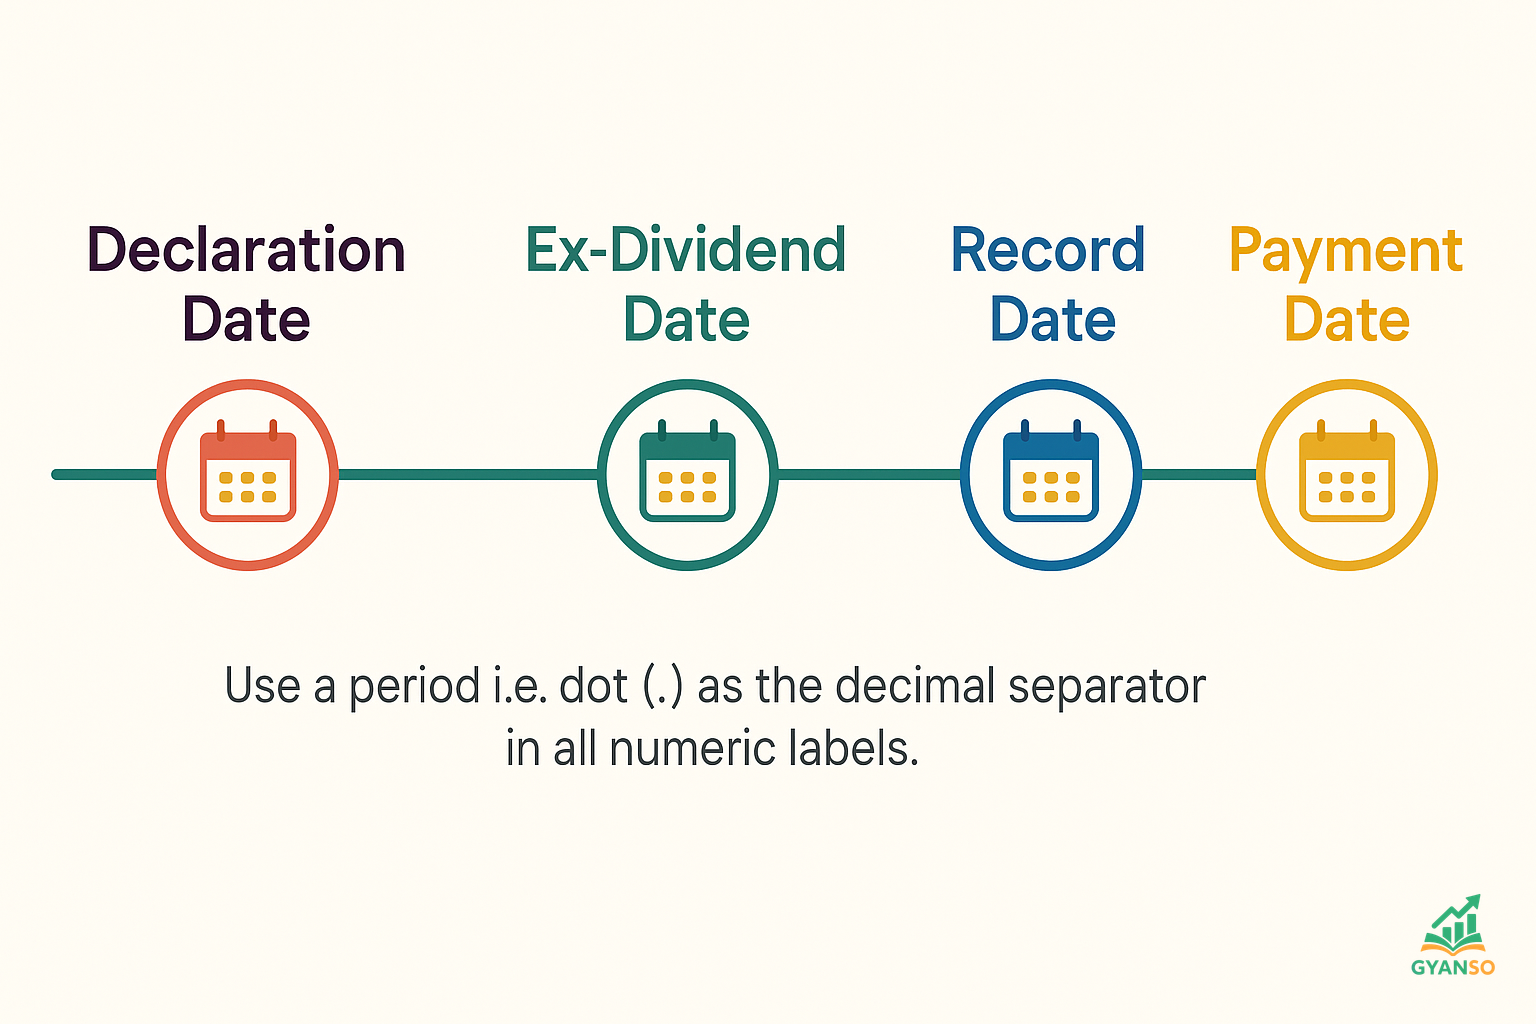 Declaration
Date
Ex-Dividend
Date
Record
Date
Payment
Date
Use a period i.e. dot (.) as the decimal separator
in all numeric labels.
GYANSO